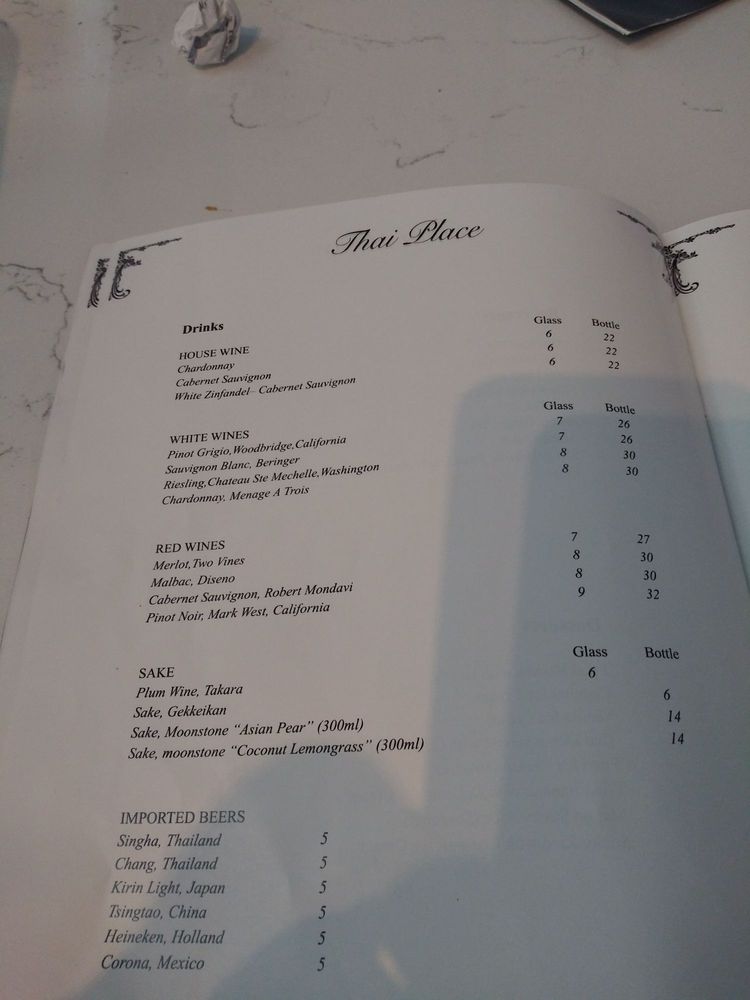 Thai Place
Drinks Glass Bottle
HOUSE WINE
Chardonnay 6 22
Cabernet Sauvignon 6 22
White Zinfandel- Cabernet Sauvignon 6 22
Glass Bottle
WHITE WINES
Pinot Grigio,Woodbridge,California 7 26
Sauvignon Blanc, Beringer 7 26
Riesling,Chateau Ste Mechelle,Washington 8 30
Chardonnay. Menage A Trois 8 30
RED WINES
Merlot,Two Vines 7 27
Malbac, Diseno 8 30
Cabernet Sauvignon, Robert Mondavi 8 30
Pinot Noir, Mark West, California 9 32
Glass Bottle
SAKE
Plum Wine, Takara 6
Sake, Gekkeikan 6
Sake, Moonstone “Asian Pear” (300ml) 14
Sake, moonstone “Coconut Lemongrass” (300ml) 14
IMPORTED BEERS
Singha, Thailand 5
Chang, Thailand 5
Kirin Light, Japan 5
Tsingtao, China 5
Heineken, Holland 5
Corona, Mexico 5